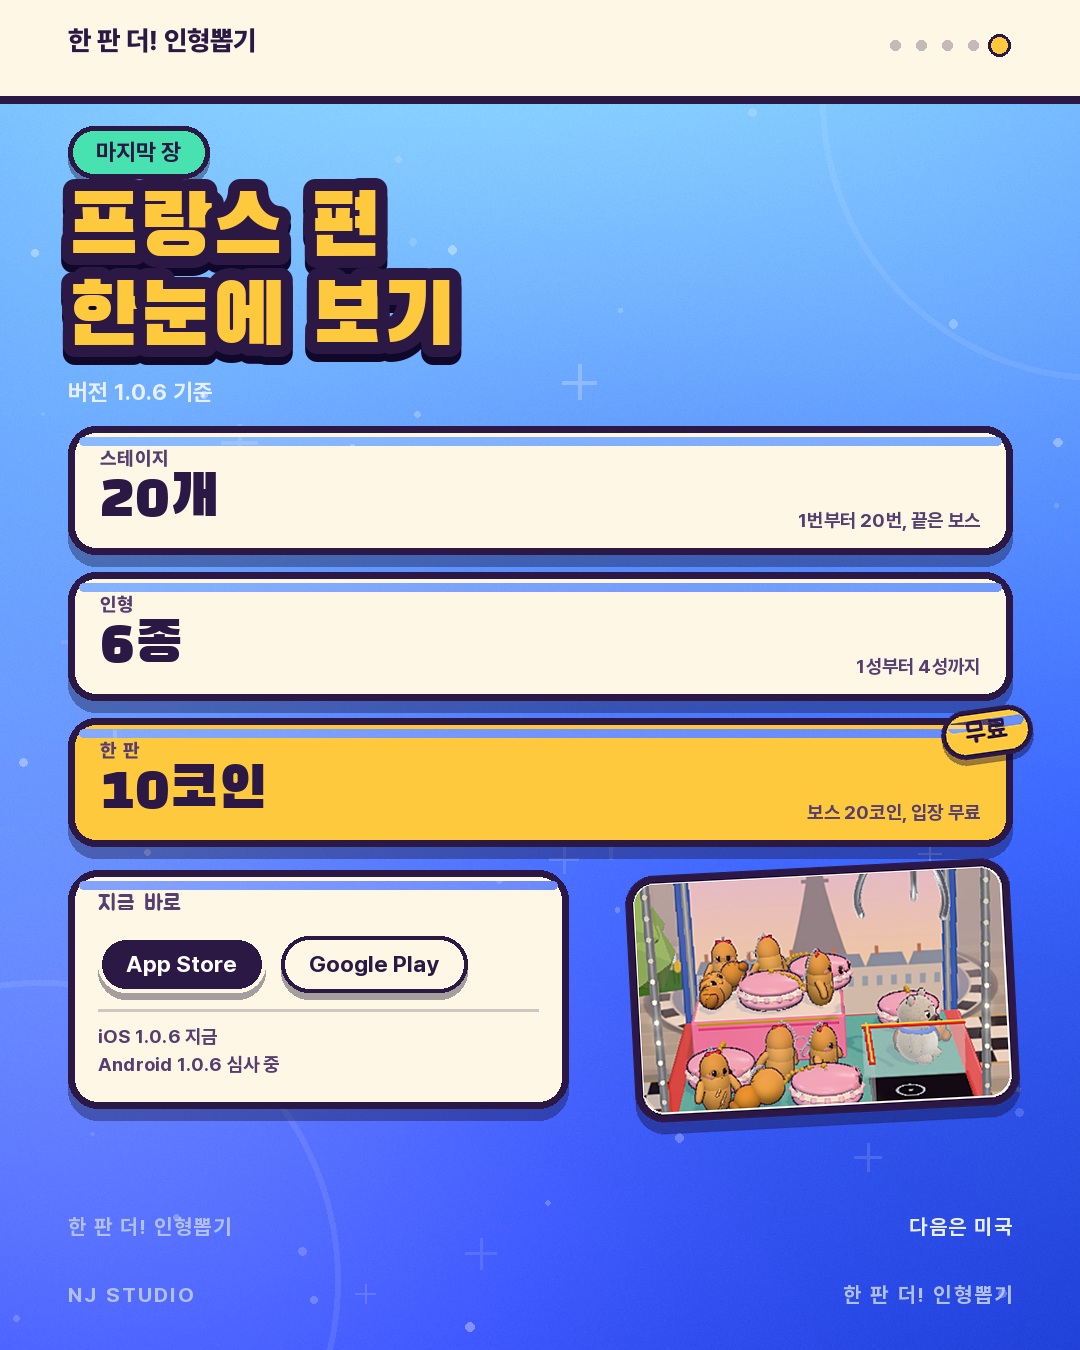 한 판 더! 인형뽑기
마지막 장
프랑스 편
한눈에 보기
버전 1.0.6 기준
스테이지
20개
1번부터 20번, 끝은 보스
인형
6종
1성부터 4성까지
무료
한 판
10코인
보스 20코인, 입장 무료
지금 바로
App Store
Google Play
iOS 1.0.6 지금
Android 1.0.6 심사 중
한 판 더! 인형뽑기
다음은 미국
NJ STUDIO
한 판 더! 인형뽑기